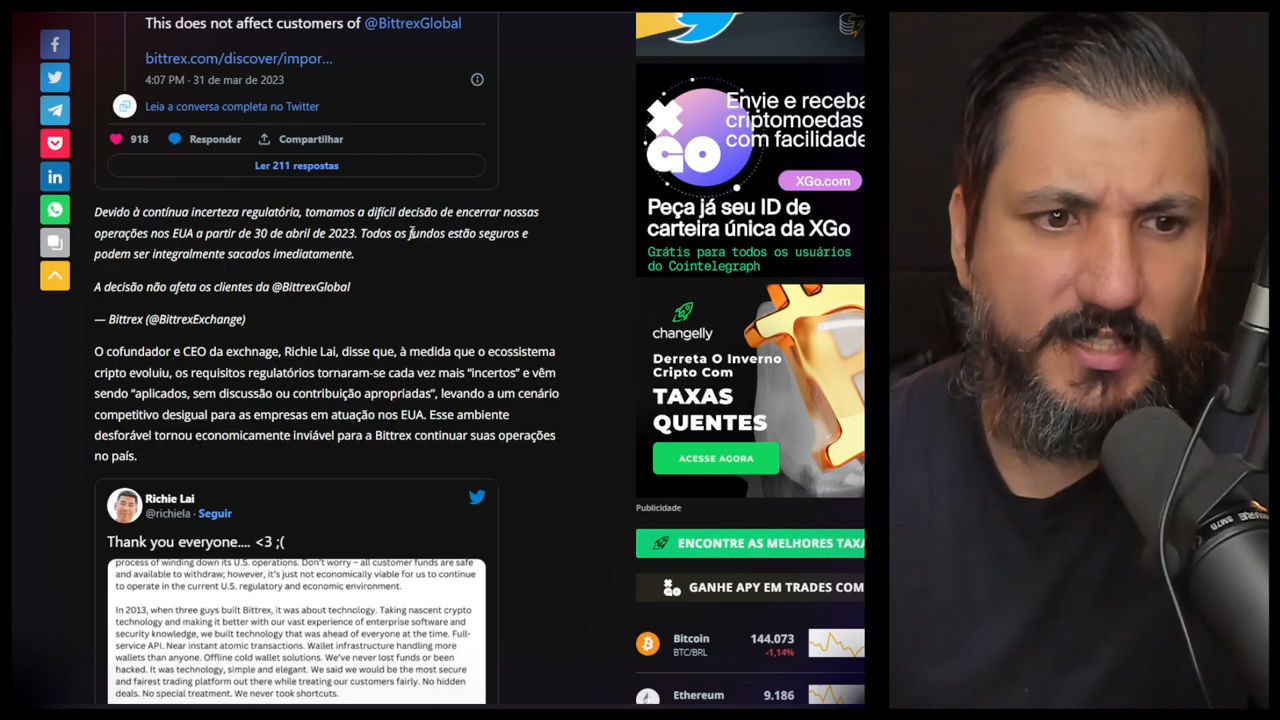 This does not affect customers of @BittrexGlobal
bittrex.com/discover/impor...
4:07 PM · 31 de mar de 2023
Leia a conversa completa no Twitter
918 Responder Compartilhar
Ler 211 respostas
Devido à contínua incerteza regulatória, tomamos a difícil decisão de encerrar nossas
operações nos EUA a partir de 30 de abril de 2023. Todos os fundos estão seguros e
podem ser integralmente sacados imediatamente.
A decisão não afeta os clientes da @BittrexGlobal
— Bittrex (@BittrexExchange)
O cofundador e CEO da exchnage, Richie Lai, disse que, à medida que o ecossistema
cripto evoluiu, os requisitos regulatórios tornaram-se cada vez mais “incertos” e vêm
sendo “aplicados, sem discussão ou contribuição apropriadas”, levando a um cenário
competitivo desigual para as empresas em atuação nos EUA. Esse ambiente
desforável tornou economicamente inviável para a Bittrex continuar suas operações
no país.
Richie Lai
@richiela · Seguir
Thank you everyone.... <3 ;(
process of winding down its U.S. operations. Don't worry – all customer funds are safe
and available to withdraw; however, it's just not economically viable for us to continue
to operate in the current U.S. regulatory and economic environment.
In 2013, when three guys built Bittrex, it was about technology. Taking nascent crypto
technology and making it better with our vast experience of enterprise software and
security knowledge, we built technology that was ahead of everyone at the time. Full-
service API. Near instant atomic transactions. Wallet infrastructure handling more
wallets than anyone. Offline cold wallet solutions. We've never lost funds or been
hacked. It was technology, simple and elegant. We said we would be the most secure
and fairest trading platform out there while treating our customers fairly. No hidden
deals. No special treatment. We never took shortcuts.
XGO
Envie e receba
criptomoedas
com facilidade
XGo.com
Peça já seu ID de
carteira única da XGo
Grátis para todos os usuários
do Cointelegraph
changelly
Derreta O Inverno
Cripto Com
TAXAS
QUENTES
ACESSE AGORA
Publicidade
ENCONTRE AS MELHORES TAXA
GANHE APY EM TRADES COM
Bitcoin 144.073
BTC/BRL -1,14%
Ethereum 9.186
SM7B